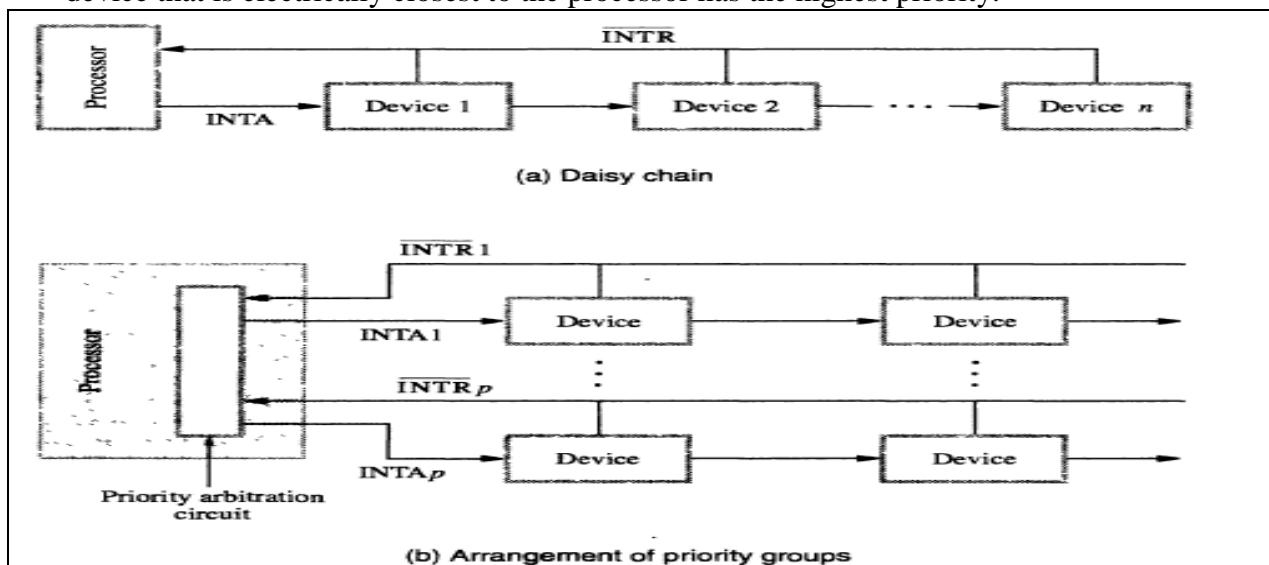 device that is electrically closest to the processor has the highest priority.
Processor
INTR
INTA
Device 1
Device 2
· · ·
Device n
(a) Daisy chain
Processor
INTR 1
Device
Device
INTA 1
INTR p
Device
Device
INTA p
Priority arbitration
circuit
(b) Arrangement of priority groups